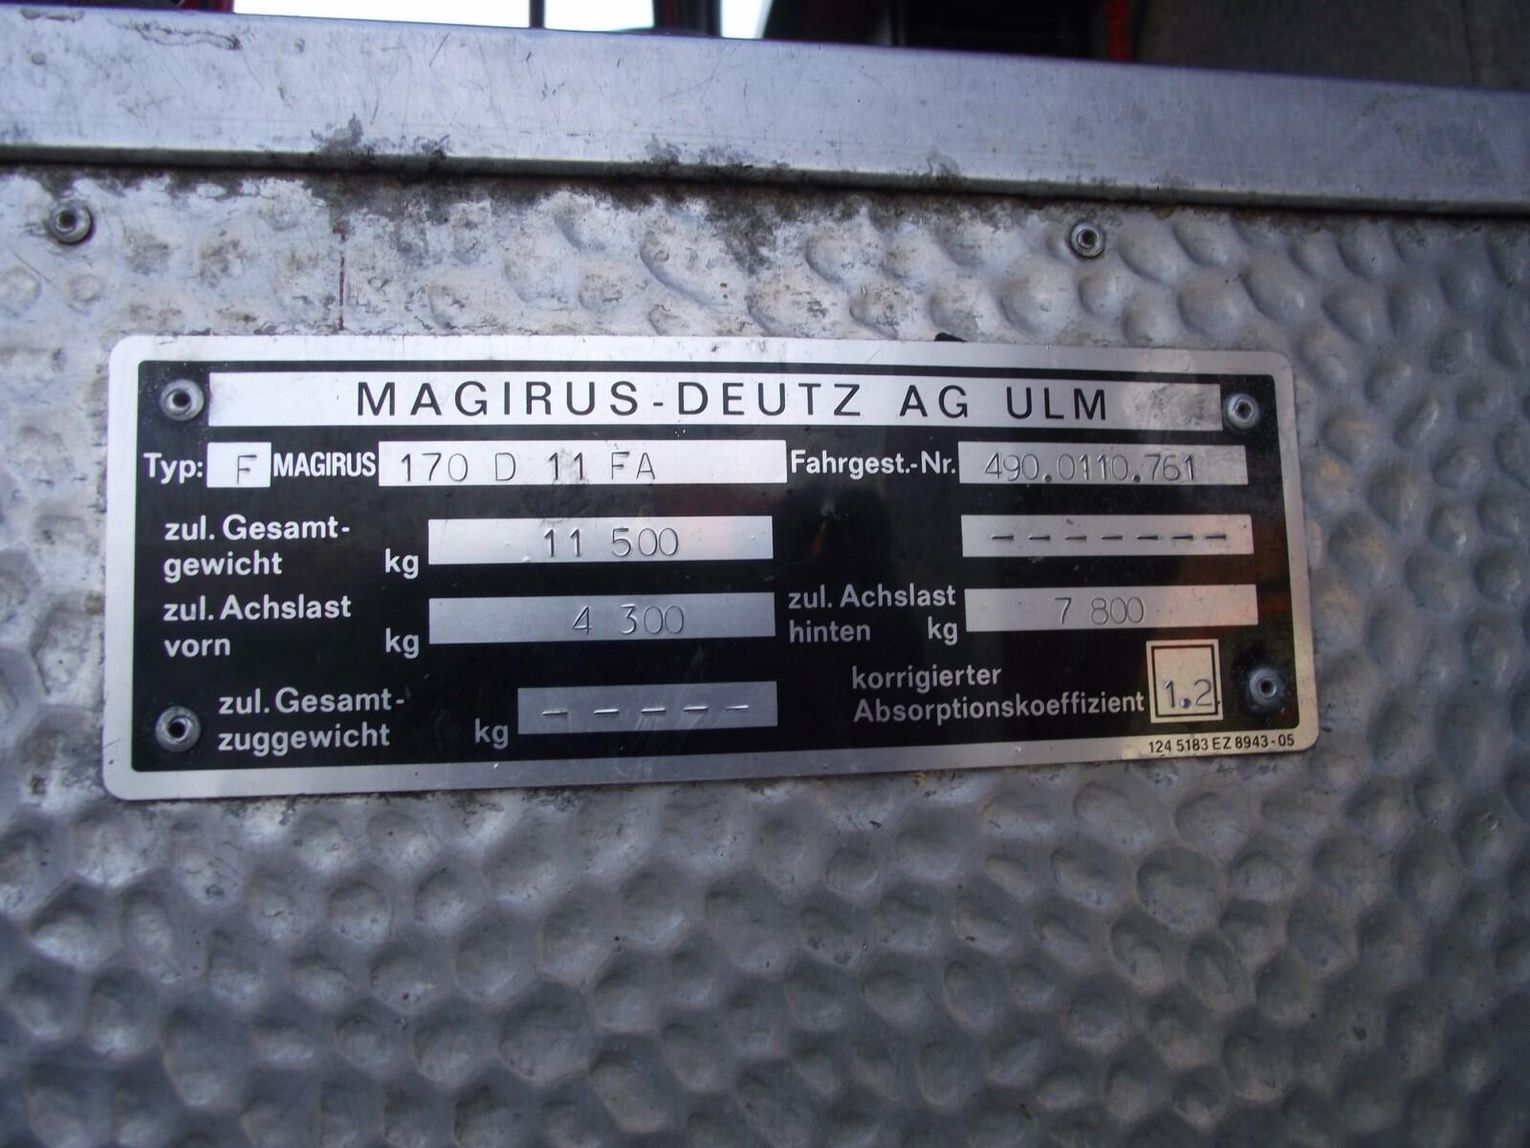 MAGIRUS-DEUTZ AG ULM
Typ: F MAGIRUS 170 D 11 FA Fahrgest.-Nr. 490.0110.761
zul. Gesamt-
gewicht kg 11 500 -------
zul. Achslast
vorn kg 4 300
zul. Achslast
hinten kg 7 800
zul. Gesamt-
zuggewicht kg -----
korrigierter
Absorptionskoeffizient 1,2
124 5183 EZ 8943-05